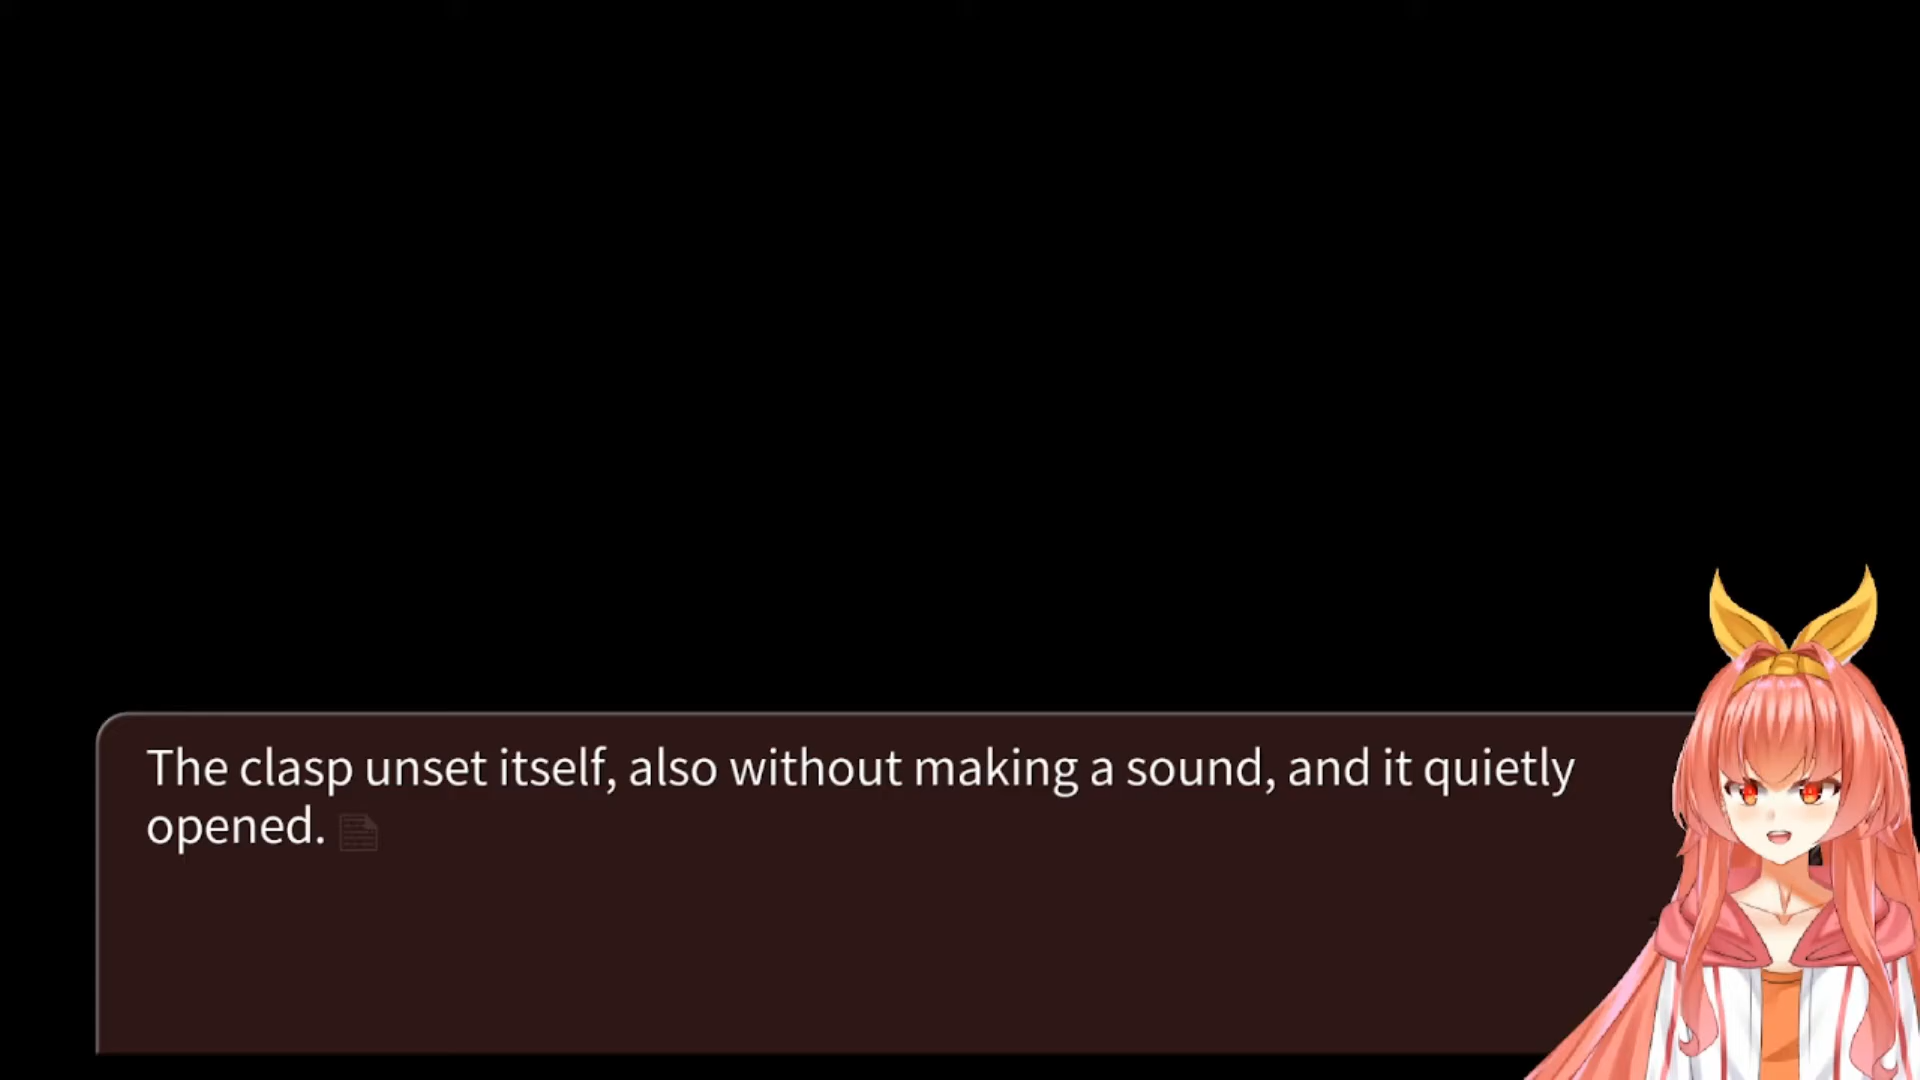 The clasp unset itself, also without making a sound, and it quietly
opened.